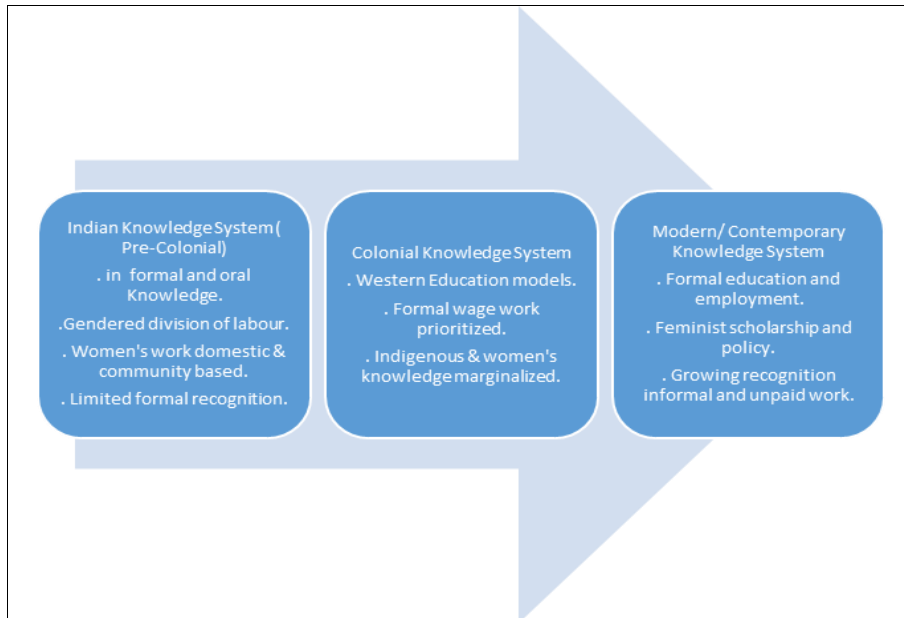 Indian Knowledge System (
Pre-Colonial)
. in formal and oral
Knowledge.
.Gendered division of labour.
. Women's work domestic &
community based.
. Limited formal recognition.
Colonial Knowledge System
. Western Education models.
. Formal wage work
prioritized.
. Indigenous & women's
knowledge marginalized.
Modern/ Contemporary
Knowledge System
. Formal education and
employment.
. Feminist scholarship and
policy.
. Growing recognition
informal and unpaid work.